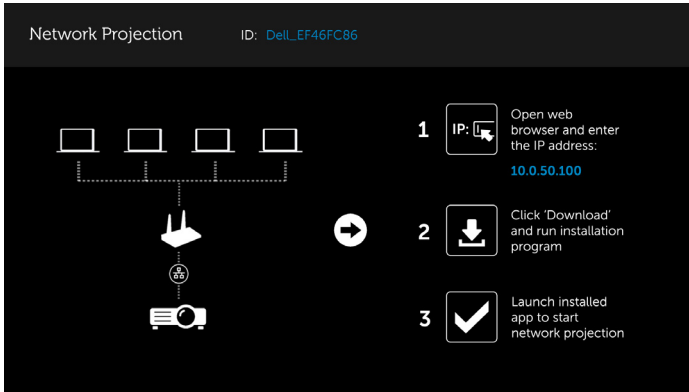 Network Projection
ID: Dell_EF46FC86
1
IP:
Open web
browser and enter
the IP address:
10.0.50.100
2
Click ‘Download’
and run installation
program
3
Launch installed
app to start
network projection